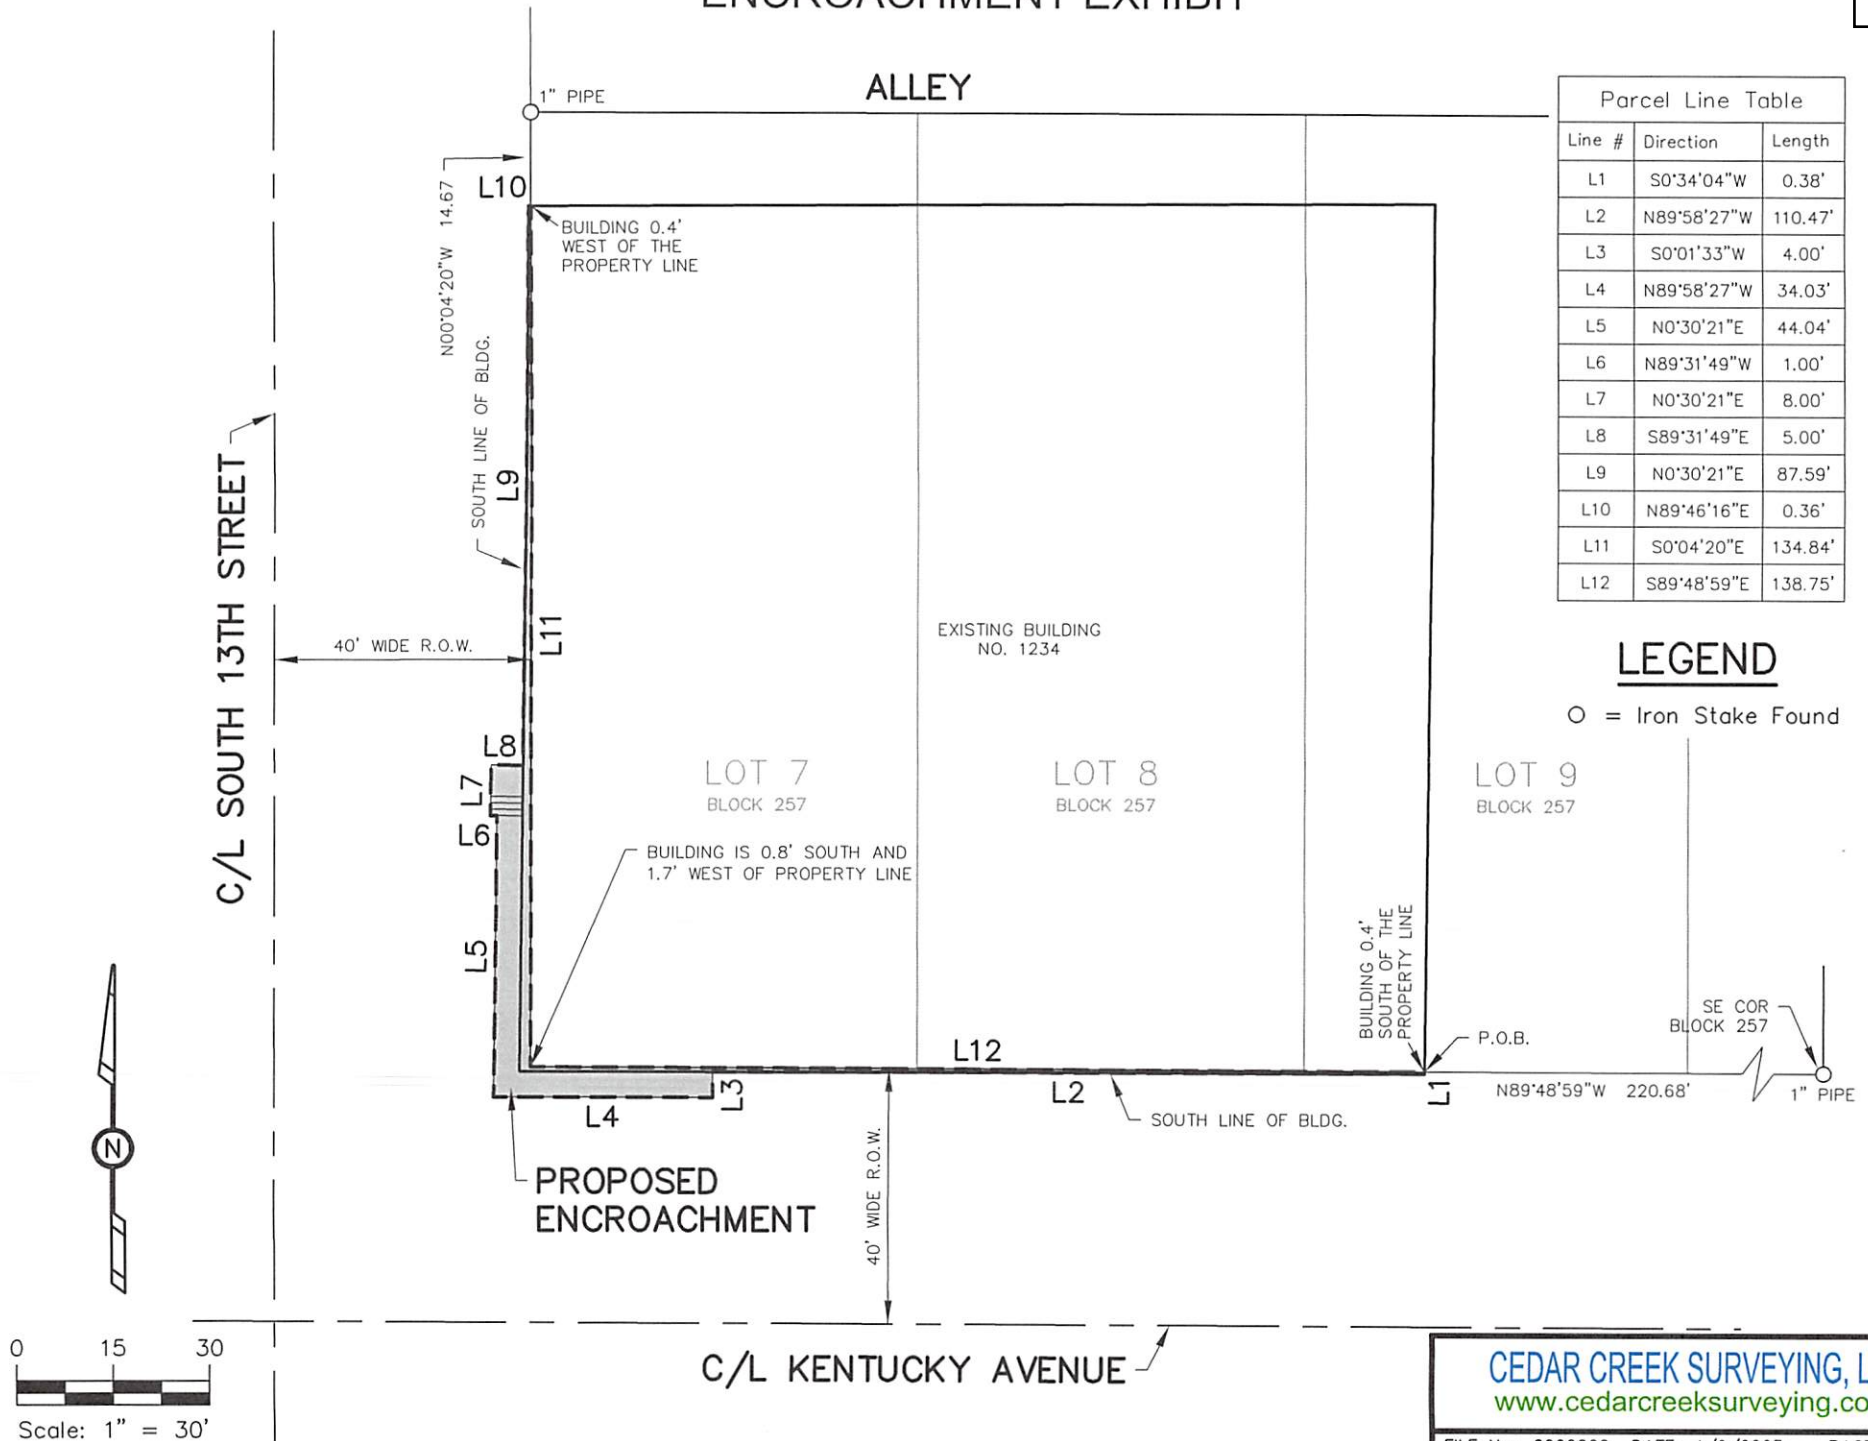 ENCROACHMENT EXHIBIT
ALLEY
1" PIPE
L10
N00°04'20"W 14.67
BUILDING 0.4'
WEST OF THE
PROPERTY LINE
SOUTH LINE OF BLDG.
L9
C/L SOUTH 13TH STREET
L11
40' WIDE R.O.W.
EXISTING BUILDING
NO. 1234
L8
L7
L6
L5
LOT 7
BLOCK 257
LOT 8
BLOCK 257
LOT 9
BLOCK 257
BUILDING IS 0.8' SOUTH AND
1.7' WEST OF PROPERTY LINE
BUILDING 0.4'
SOUTH OF THE
PROPERTY LINE
SE COR
BLOCK 257
P.O.B.
L12
L4
L3
L2
L1
N89°48'59"W 220.68'
1" PIPE
SOUTH LINE OF BLDG.
PROPOSED
ENCROACHMENT
40' WIDE R.O.W.
C/L KENTUCKY AVENUE
N
0 15 30
Scale: 1" = 30'
Parcel Line Table
Line # Direction Length
L1 S0°34'04"W 0.38'
L2 N89°58'27"W 110.47'
L3 S0°01'33"W 4.00'
L4 N89°58'27"W 34.03'
L5 N0°30'21"E 44.04'
L6 N89°31'49"W 1.00'
L7 N0°30'21"E 8.00'
L8 S89°31'49"E 5.00'
L9 N0°30'21"E 87.59'
L10 N89°46'16"E 0.36'
L11 S0°04'20"E 134.84'
L12 S89°48'59"E 138.75'
LEGEND
O = Iron Stake Found
CEDAR CREEK SURVEYING, L
www.cedarcreeksurveying.co